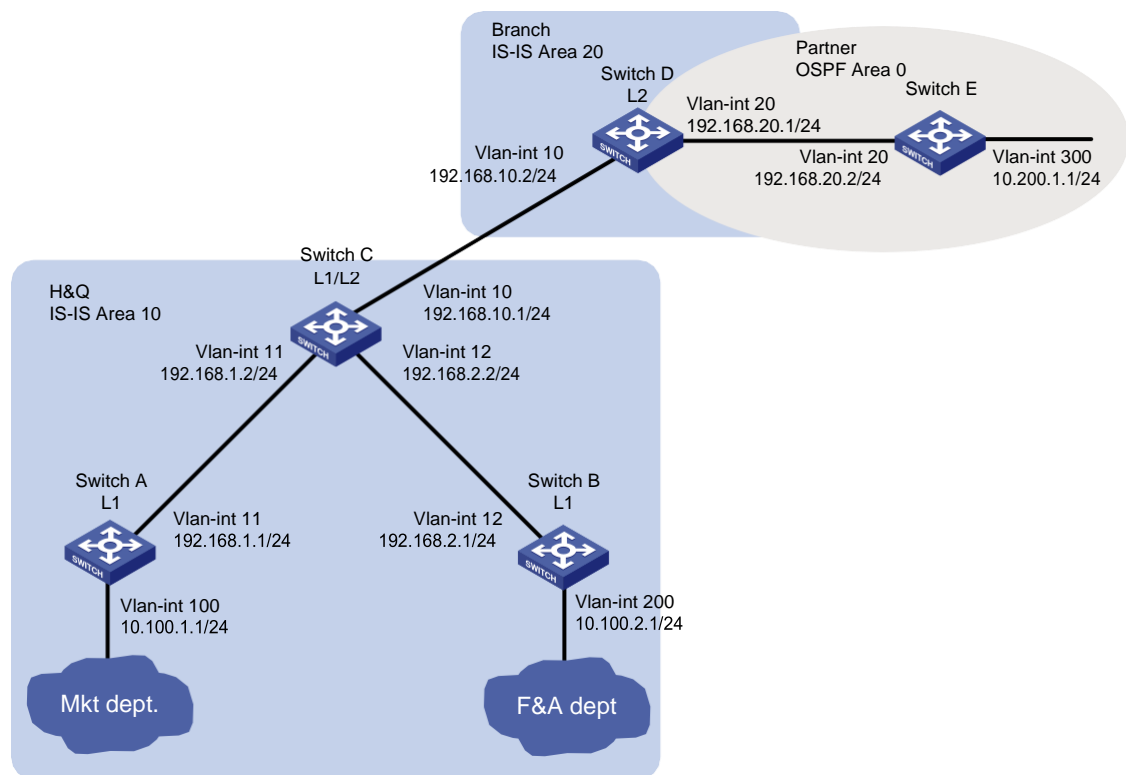 Branch
IS-IS Area 20
Partner
OSPF Area 0
Switch D
L2
Switch E
Vlan-int 20
192.168.20.1/24
Vlan-int 10
192.168.10.2/24
SWITCH
SWITCH
Vlan-int 20
192.168.20.2/24
Vlan-int 300
10.200.1.1/24
Switch C
L1/L2
H&Q
IS-IS Area 10
Vlan-int 10
192.168.10.1/24
SWITCH
Vlan-int 11
192.168.1.2/24
Vlan-int 12
192.168.2.2/24
Switch A
L1
Switch B
L1
Vlan-int 11
192.168.1.1/24
Vlan-int 12
192.168.2.1/24
SWITCH
SWITCH
Vlan-int 100
10.100.1.1/24
Vlan-int 200
10.100.2.1/24
Mkt dept.
F&A dept